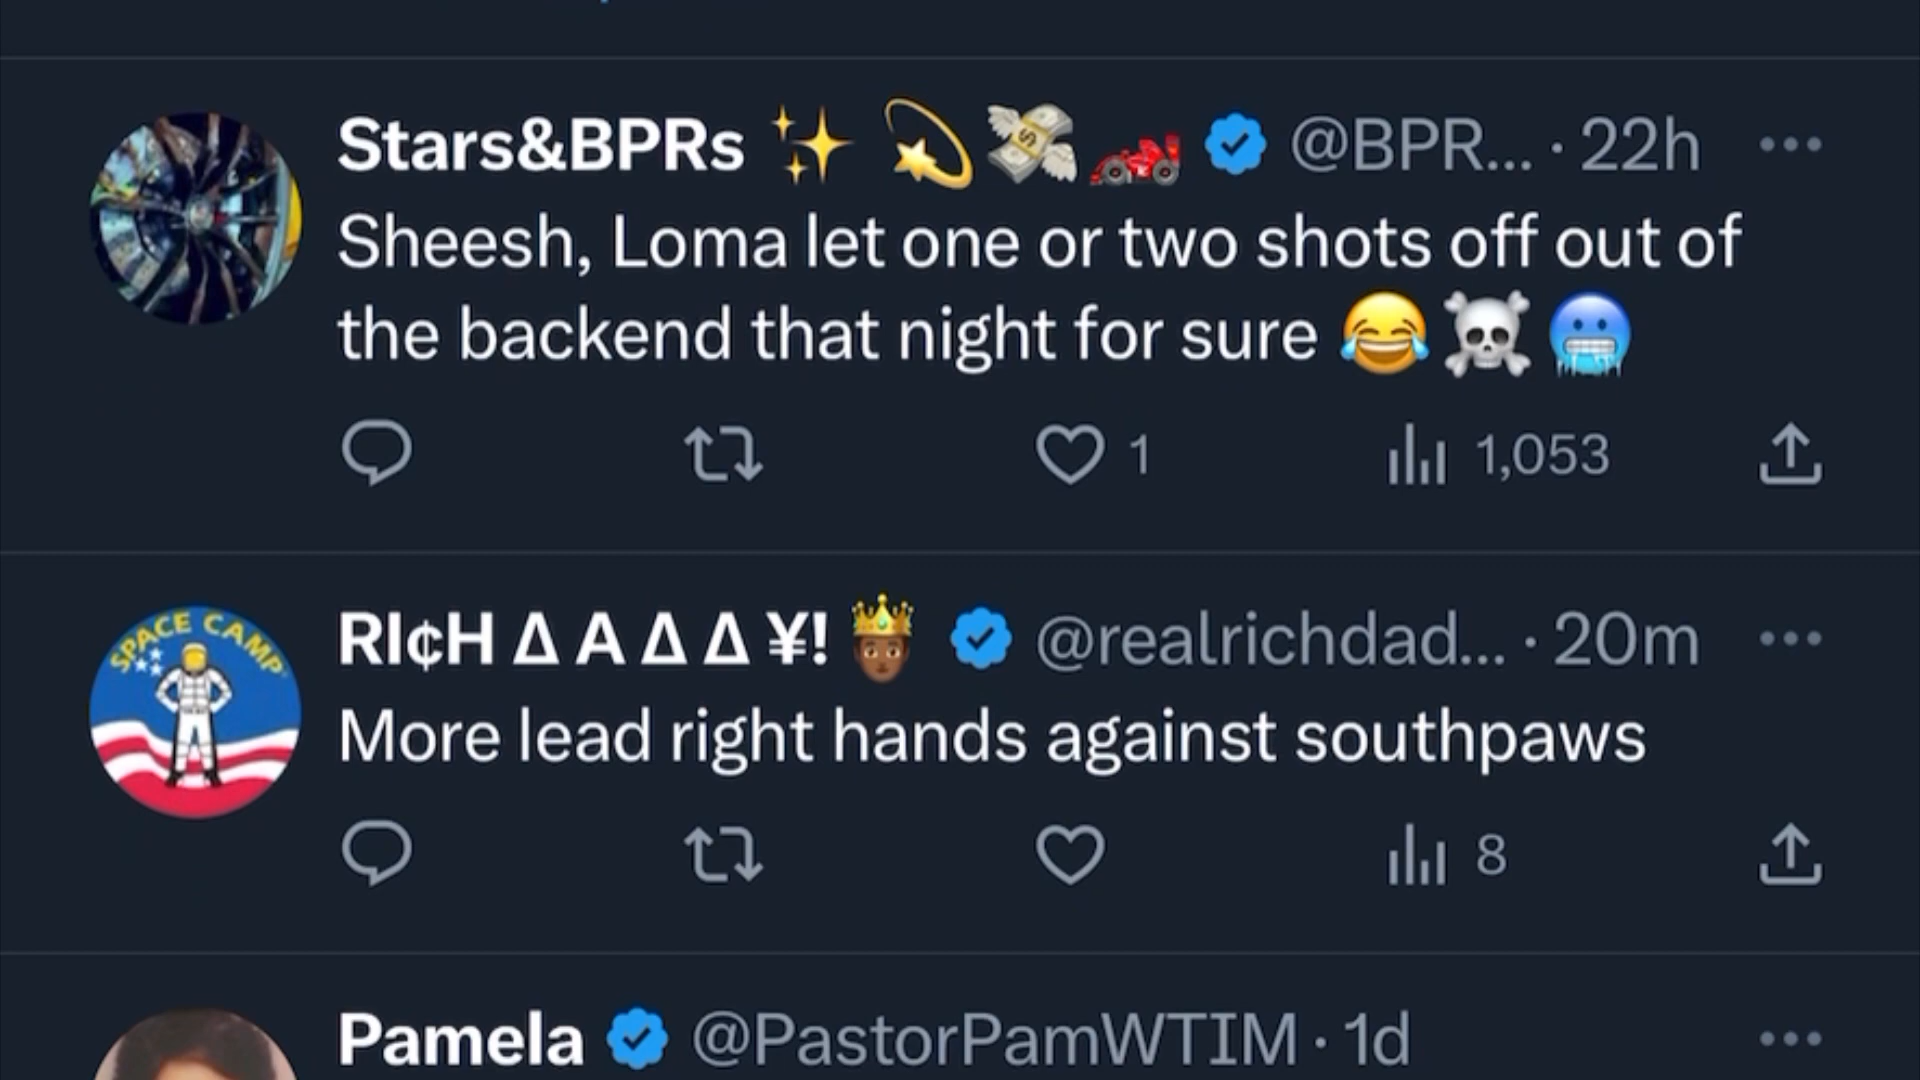 Stars&BPRs ✨ 💫 💸 🏎️ @BPR... · 22h
Sheesh, Loma let one or two shots off out of
the backend that night for sure 😂 ☠️ 🥶
1 1,053
SPACE CAMP
RI¢H Δ A Δ Δ ¥! 🤴🏾 @realrichdad... · 20m
More lead right hands against southpaws
8
Pamela @PastorPamWTIM · 1d